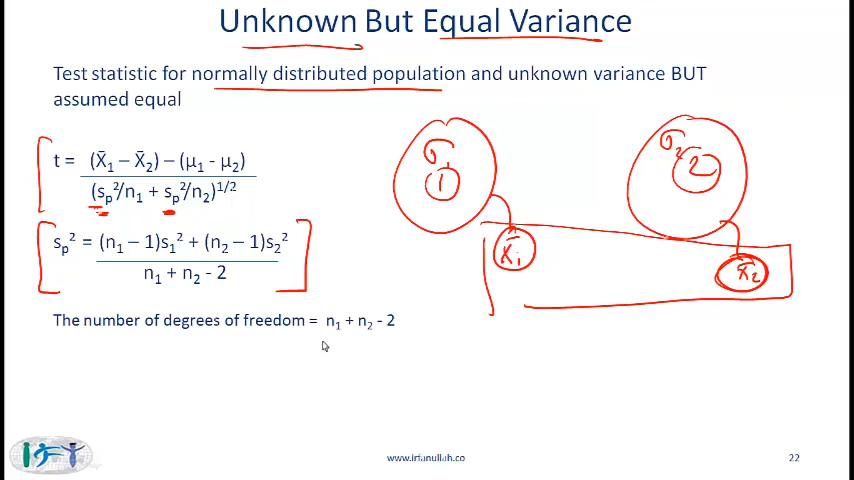 Unknown But Equal Variance
Test statistic for normally distributed population and unknown variance BUT
assumed equal
t = (X̄₁ – X̄₂) – (μ₁ - μ₂)
(sₚ²/n₁ + sₚ²/n₂)¹/²
sₚ² = (n₁ – 1)s₁² + (n₂ – 1)s₂²
n₁ + n₂ - 2
The number of degrees of freedom = n₁ + n₂ - 2
σ₁
1
σ₂
2
X̄₁
X̄₂
www.irfanullah.co
22